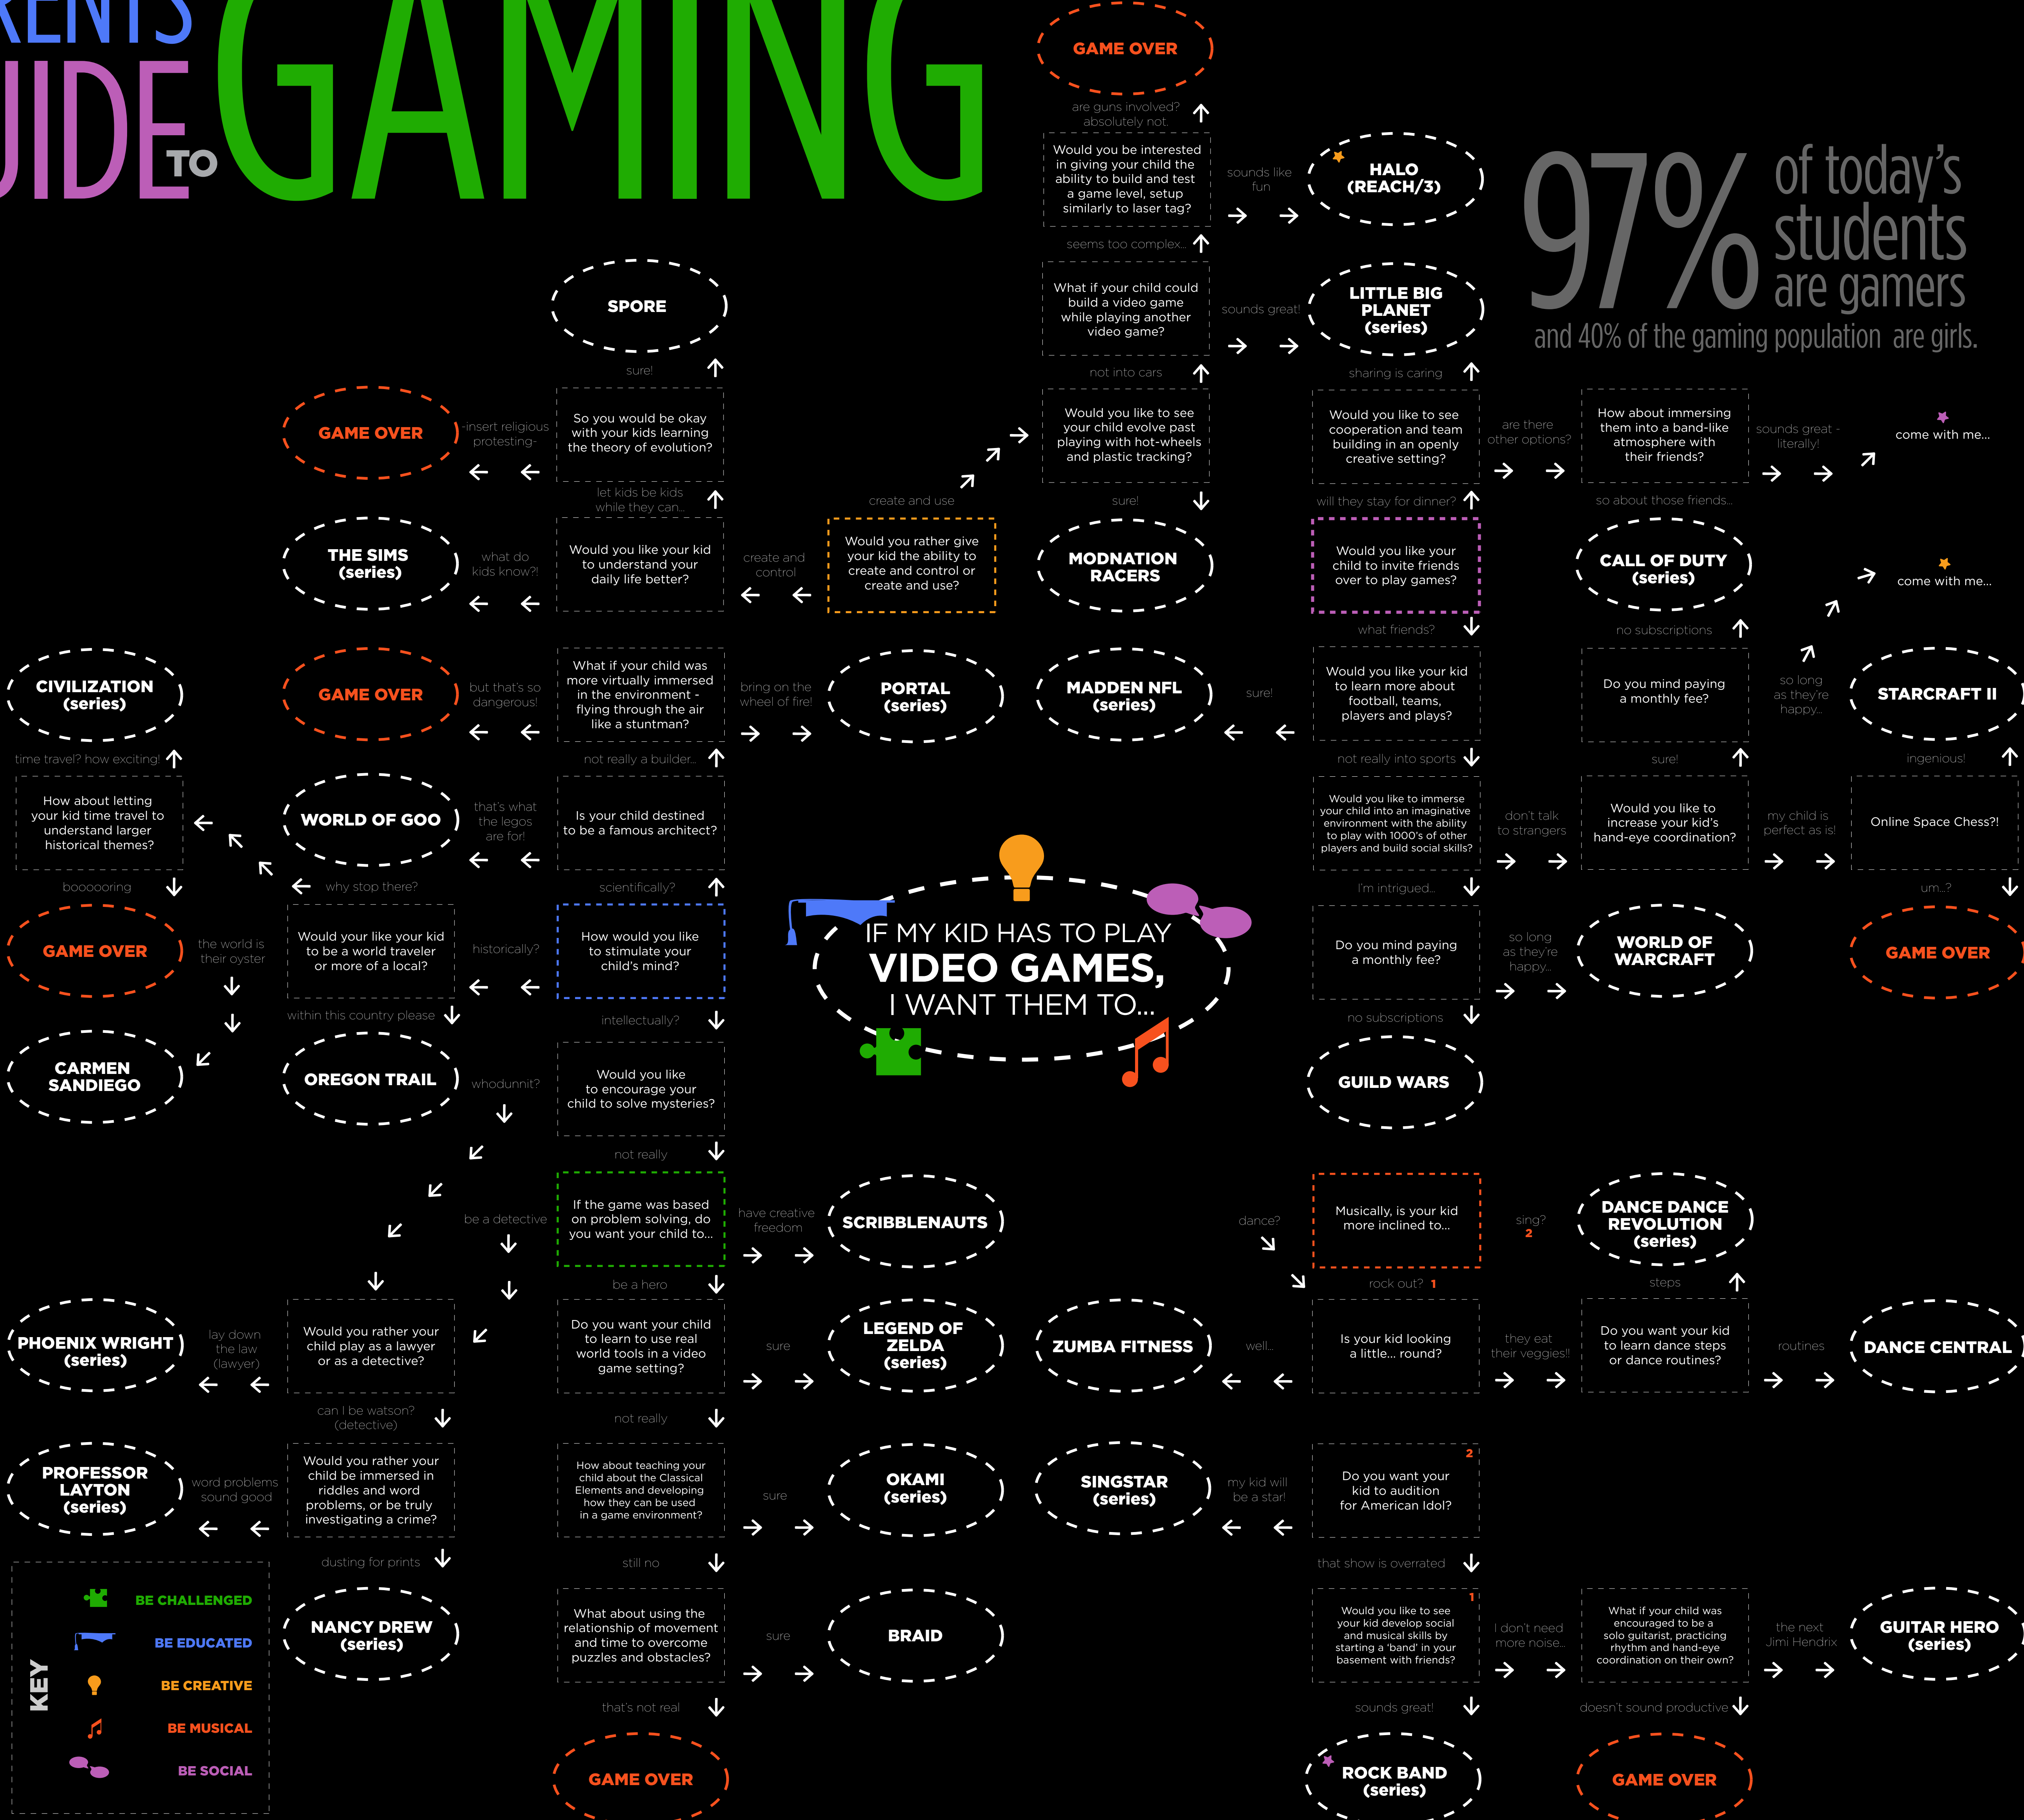 RENTS
UIDE
TO
GAMING
97%
of today's
students
are gamers
and 40% of the gaming population are girls.
GAME OVER
are guns involved?
absolutely not.
Would you be interested
in giving your child the
ability to build and test
a game level, setup
similarly to laser tag?
sounds like
fun
HALO
(REACH/3)
seems too complex...
What if your child could
build a video game
while playing another
video game?
sounds great!
LITTLE BIG
PLANET
(series)
SPORE
sure!
not into cars
sharing is caring
GAME OVER
-insert religious
protesting-
So you would be okay
with your kids learning
the theory of evolution?
Would you like to see
your child evolve past
playing with hot-wheels
and plastic tracking?
Would you like to see
cooperation and team
building in an openly
creative setting?
are there
other options?
How about immersing
them into a band-like
atmosphere with
their friends?
sounds great -
literally!
come with me...
let kids be kids
while they can...
create and use
sure!
will they stay for dinner?
so about those friends...
THE SIMS
(series)
what do
kids know?!
Would you like your kid
to understand your
daily life better?
create and
control
Would you rather give
your kid the ability to
create and control or
create and use?
MODNATION
RACERS
Would you like your
child to invite friends
over to play games?
CALL OF DUTY
(series)
come with me...
what friends?
no subscriptions
CIVILIZATION
(series)
GAME OVER
but that's so
dangerous!
What if your child was
more virtually immersed
in the environment -
flying through the air
like a stuntman?
bring on the
wheel of fire!
PORTAL
(series)
MADDEN NFL
(series)
sure!
Would you like your kid
to learn more about
football, teams,
players and plays?
Do you mind paying
a monthly fee?
so long
as they're
happy...
STARCRAFT II
time travel? how exciting!
not really a builder...
not really into sports
sure!
ingenious!
How about letting
your kid time travel to
understand larger
historical themes?
WORLD OF GOO
that's what
the legos
are for!
Is your child destined
to be a famous architect?
Would you like to immerse
your child into an imaginative
environment with the ability
to play with 1000's of other
players and build social skills?
don't talk
to strangers
Would you like to
increase your kid's
hand-eye coordination?
my child is
perfect as is!
Online Space Chess?!
boooooring
why stop there?
scientifically?
I'm intrigued...
um...?
GAME OVER
the world is
their oyster
Would your like your kid
to be a world traveler
or more of a local?
historically?
How would you like
to stimulate your
child's mind?
IF MY KID HAS TO PLAY
VIDEO GAMES,
I WANT THEM TO...
Do you mind paying
a monthly fee?
so long
as they're
happy...
WORLD OF
WARCRAFT
GAME OVER
within this country please
intellectually?
no subscriptions
CARMEN
SANDIEGO
OREGON TRAIL
whodunnit?
Would you like
to encourage your
child to solve mysteries?
GUILD WARS
not really
be a detective
If the game was based
on problem solving, do
you want your child to...
have creative
freedom
SCRIBBLENAUTS
dance?
Musically, is your kid
more inclined to...
sing?
2
DANCE DANCE
REVOLUTION
(series)
be a hero
rock out? 1
steps
PHOENIX WRIGHT
(series)
lay down
the law
(lawyer)
Would you rather your
child play as a lawyer
or as a detective?
Do you want your child
to learn to use real
world tools in a video
game setting?
sure
LEGEND OF
ZELDA
(series)
ZUMBA FITNESS
well...
Is your kid looking
a little... round?
they eat
their veggies!!
Do you want your kid
to learn dance steps
or dance routines?
routines
DANCE CENTRAL
can I be watson?
(detective)
not really
PROFESSOR
LAYTON
(series)
word problems
sound good
Would you rather your
child be immersed in
riddles and word
problems, or be truly
investigating a crime?
How about teaching your
child about the Classical
Elements and developing
how they can be used
in a game environment?
sure
OKAMI
(series)
SINGSTAR
(series)
my kid will
be a star!
2
Do you want your
kid to audition
for American Idol?
dusting for prints
still no
that show is overrated
NANCY DREW
(series)
What about using the
relationship of movement
and time to overcome
puzzles and obstacles?
sure
BRAID
1
Would you like to see
your kid develop social
and musical skills by
starting a 'band' in your
basement with friends?
I don't need
more noise...
What if your child was
encouraged to be a
solo guitarist, practicing
rhythm and hand-eye
coordination on their own?
the next
Jimi Hendrix
GUITAR HERO
(series)
that's not real
sounds great!
doesn't sound productive
GAME OVER
ROCK BAND
(series)
GAME OVER
KEY
BE CHALLENGED
BE EDUCATED
BE CREATIVE
BE MUSICAL
BE SOCIAL